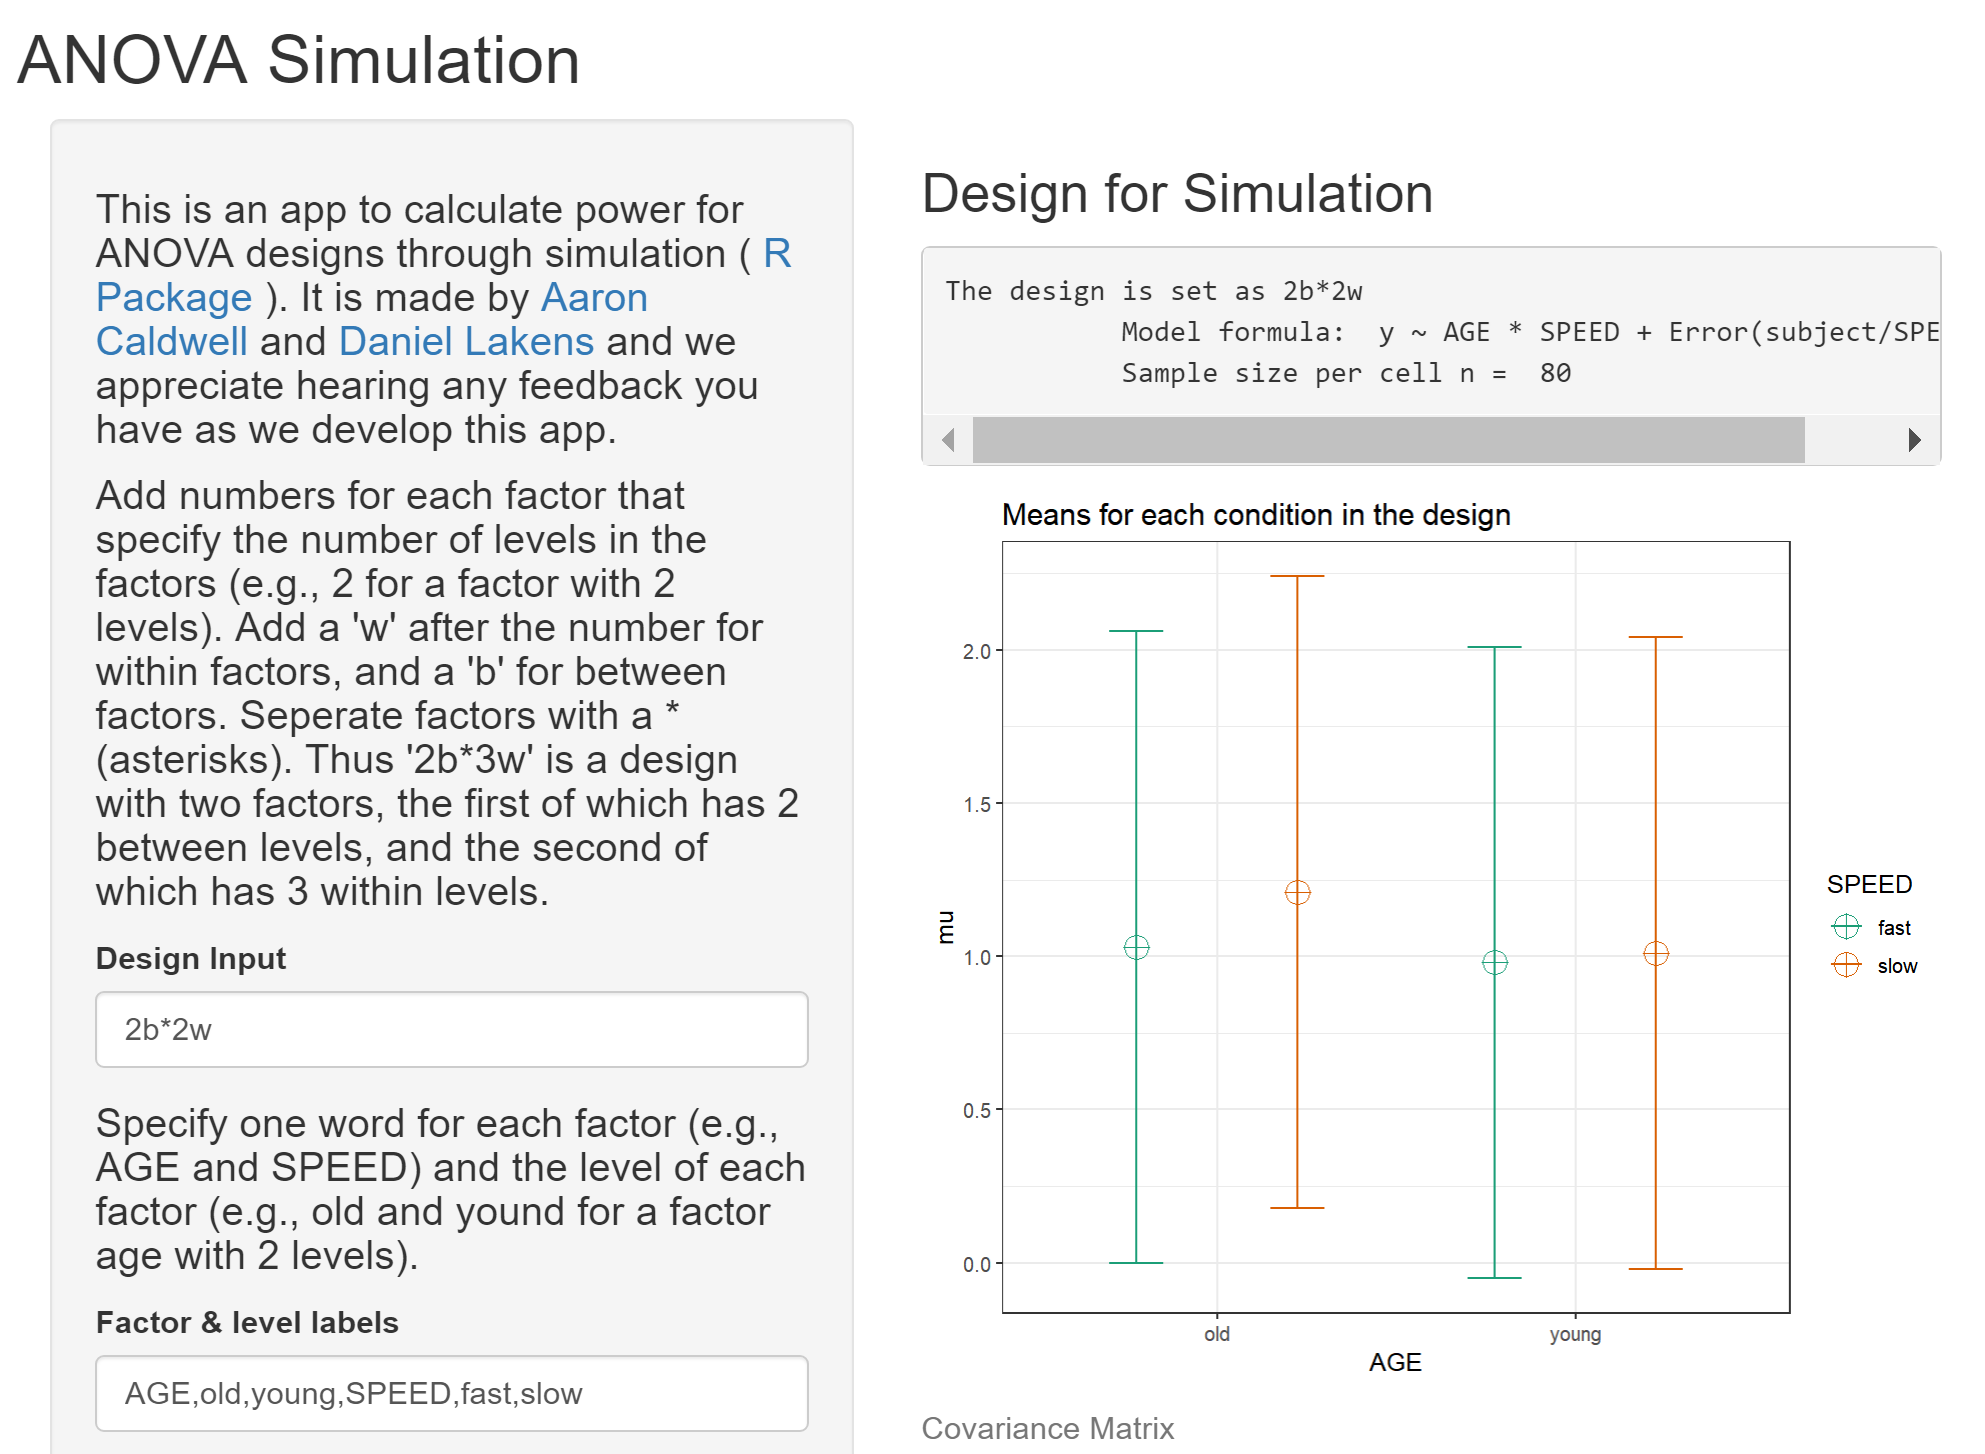 ANOVA Simulation
This is an app to calculate power for
ANOVA designs through simulation ( R
Package ). It is made by Aaron
Caldwell and Daniel Lakens and we
appreciate hearing any feedback you
have as we develop this app.
Add numbers for each factor that
specify the number of levels in the
factors (e.g., 2 for a factor with 2
levels). Add a 'w' after the number for
within factors, and a 'b' for between
factors. Seperate factors with a *
(asterisks). Thus '2b*3w' is a design
with two factors, the first of which has 2
between levels, and the second of
which has 3 within levels.
Design Input
2b*2w
Specify one word for each factor (e.g.,
AGE and SPEED) and the level of each
factor (e.g., old and yound for a factor
age with 2 levels).
Factor & level labels
AGE,old,young,SPEED,fast,slow
Design for Simulation
The design is set as 2b*2w
Model formula:  y ~ AGE * SPEED + Error(subject/SPE
Sample size per cell n =  80
Means for each condition in the design
2.0
1.5
1.0
0.5
0.0
mu
old
young
AGE
SPEED
fast
slow
Covariance Matrix